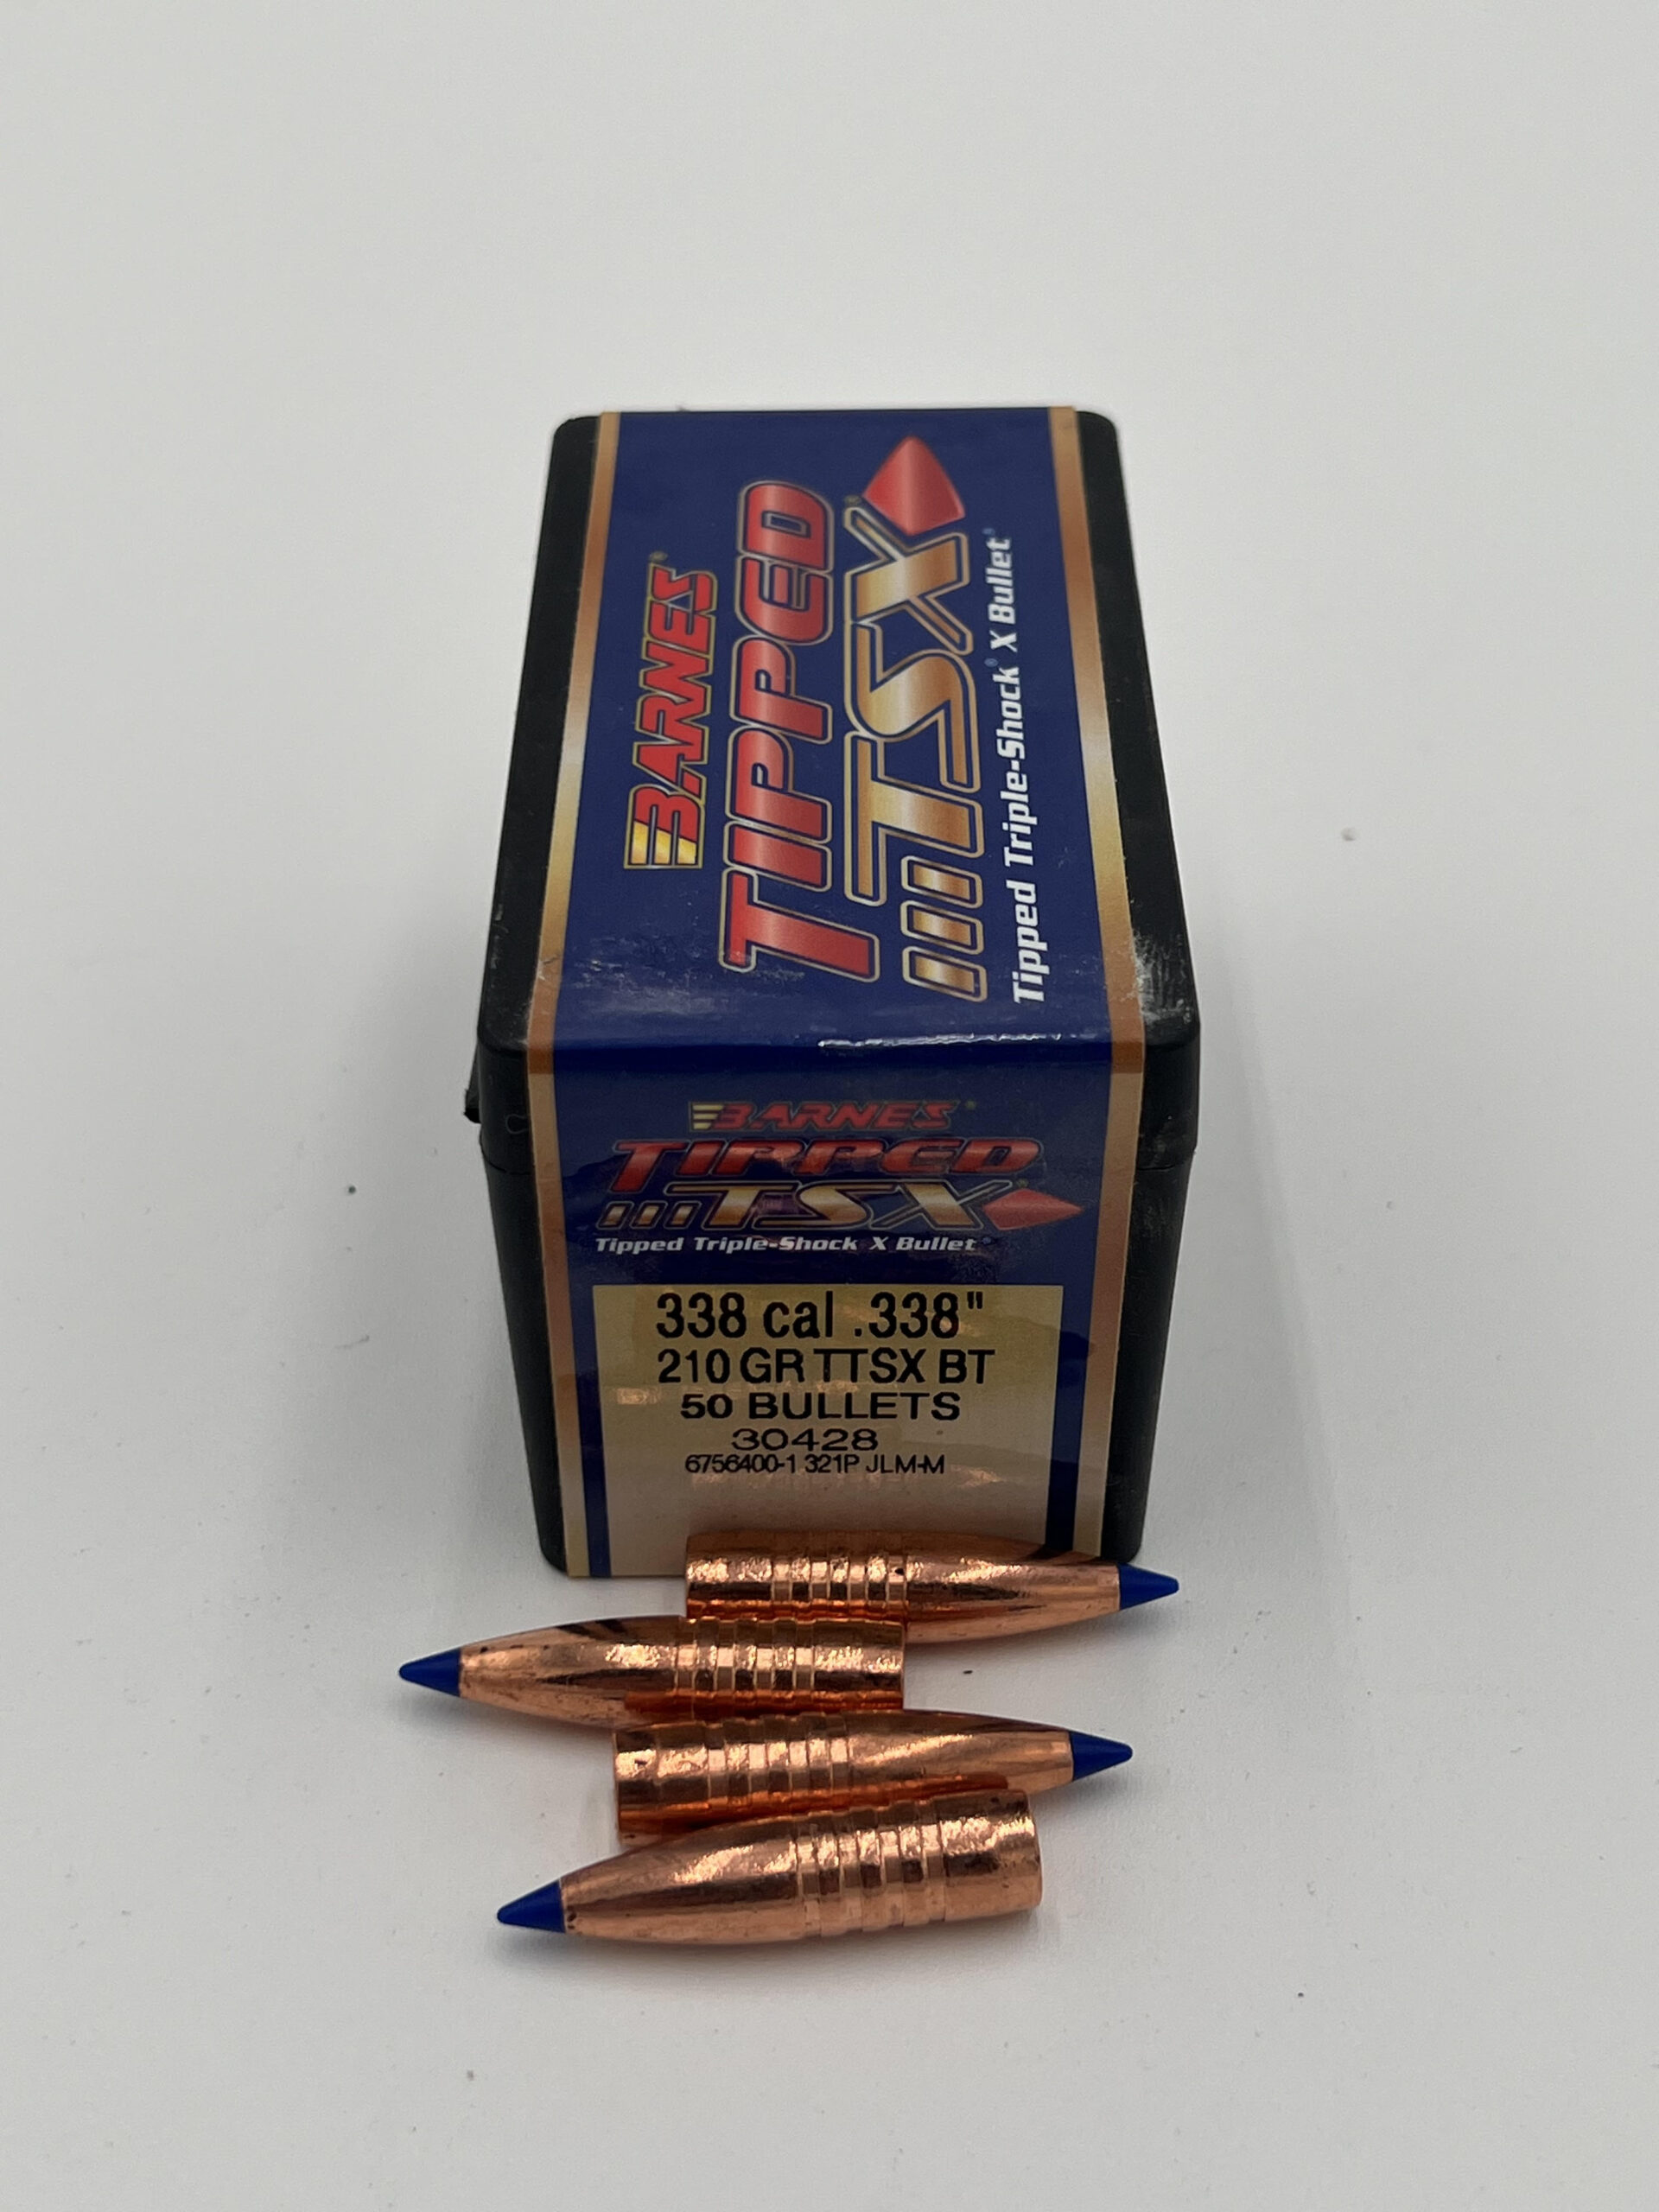 BARNES®
TIPPED
TSX®
Tipped Triple-Shock® X Bullet®
BARNES®
TIPPED
TSX®
Tipped Triple-Shock X Bullet®
338 cal .338"
210 GR TTSX BT
50 BULLETS
30428
6756400-1 321P JLM-M